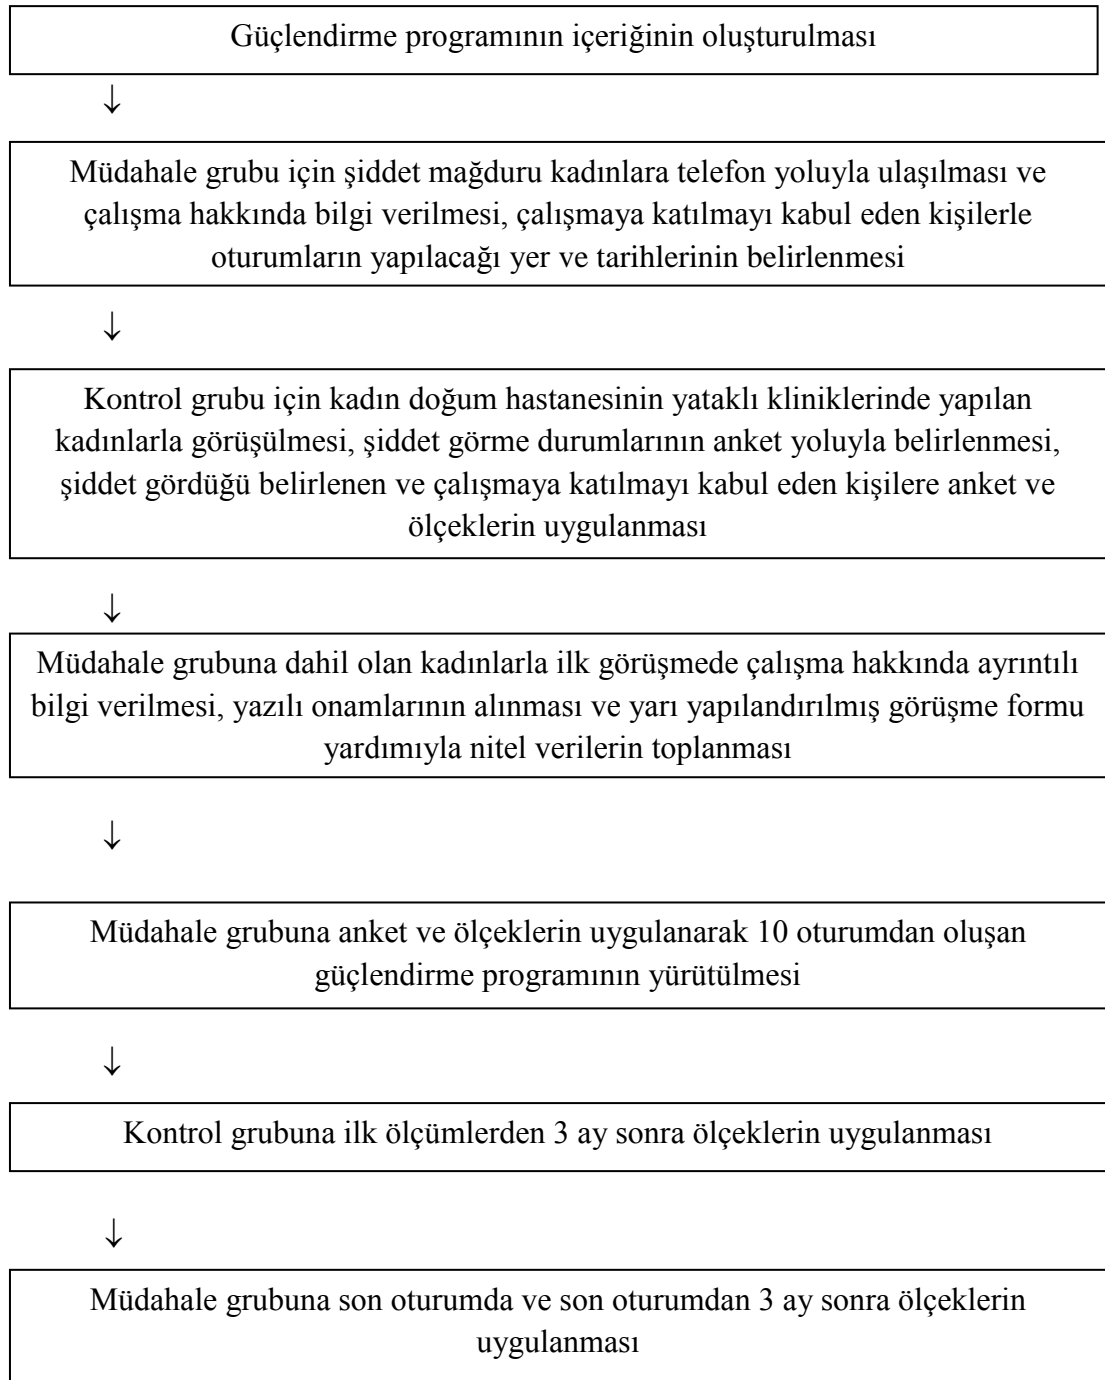 Güçlendirme programının içeriğinin oluşturulması
↓
Müdahale grubu için şiddet mağduru kadınlara telefon yoluyla ulaşılması ve
çalışma hakkında bilgi verilmesi, çalışmaya katılmayı kabul eden kişilerle
oturumların yapılacağı yer ve tarihlerinin belirlenmesi
↓
Kontrol grubu için kadın doğum hastanesinin yataklı kliniklerinde yapılan
kadınlarla görüşülmesi, şiddet görme durumlarının anket yoluyla belirlenmesi,
şiddet gördüğü belirlenen ve çalışmaya katılmayı kabul eden kişilere anket ve
ölçeklerin uygulanması
↓
Müdahale grubuna dahil olan kadınlarla ilk görüşmede çalışma hakkında ayrıntılı
bilgi verilmesi, yazılı onamlarının alınması ve yarı yapılandırılmış görüşme formu
yardımıyla nitel verilerin toplanması
↓
Müdahale grubuna anket ve ölçeklerin uygulanarak 10 oturumdan oluşan
güçlendirme programının yürütülmesi
↓
Kontrol grubuna ilk ölçümlerden 3 ay sonra ölçeklerin uygulanması
↓
Müdahale grubuna son oturumda ve son oturumdan 3 ay sonra ölçeklerin
uygulanması